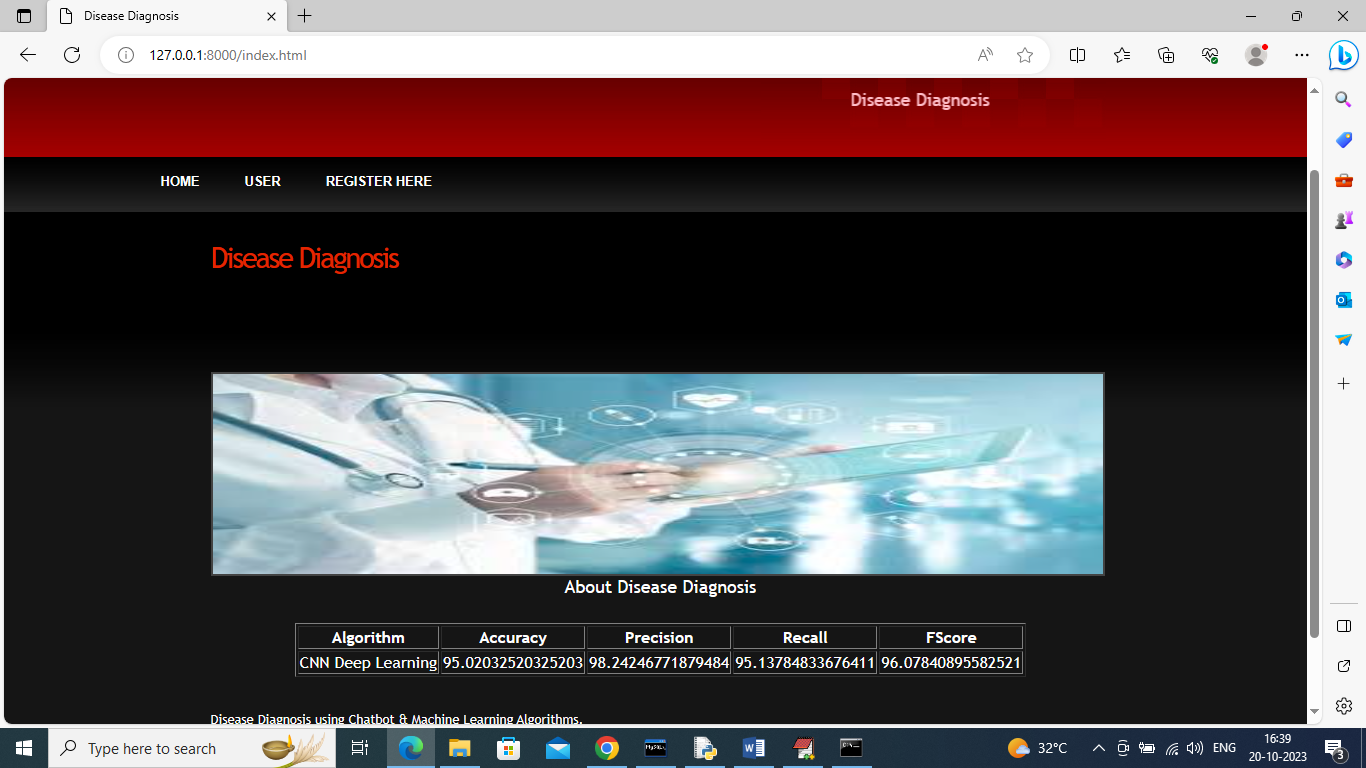 Disease Diagnosis
127.0.0.1:8000/index.html
Disease Diagnosis
HOME USER REGISTER HERE
Disease Diagnosis
About Disease Diagnosis
Algorithm Accuracy Precision Recall FScore
CNN Deep Learning 95.02032520325203 98.24246771879484 95.13784833676411 96.07840895582521
Disease Diagnosis using Chatbot & Machine Learning Algorithms.
Type here to search 32°C ENG 16:39
20-10-2023 3